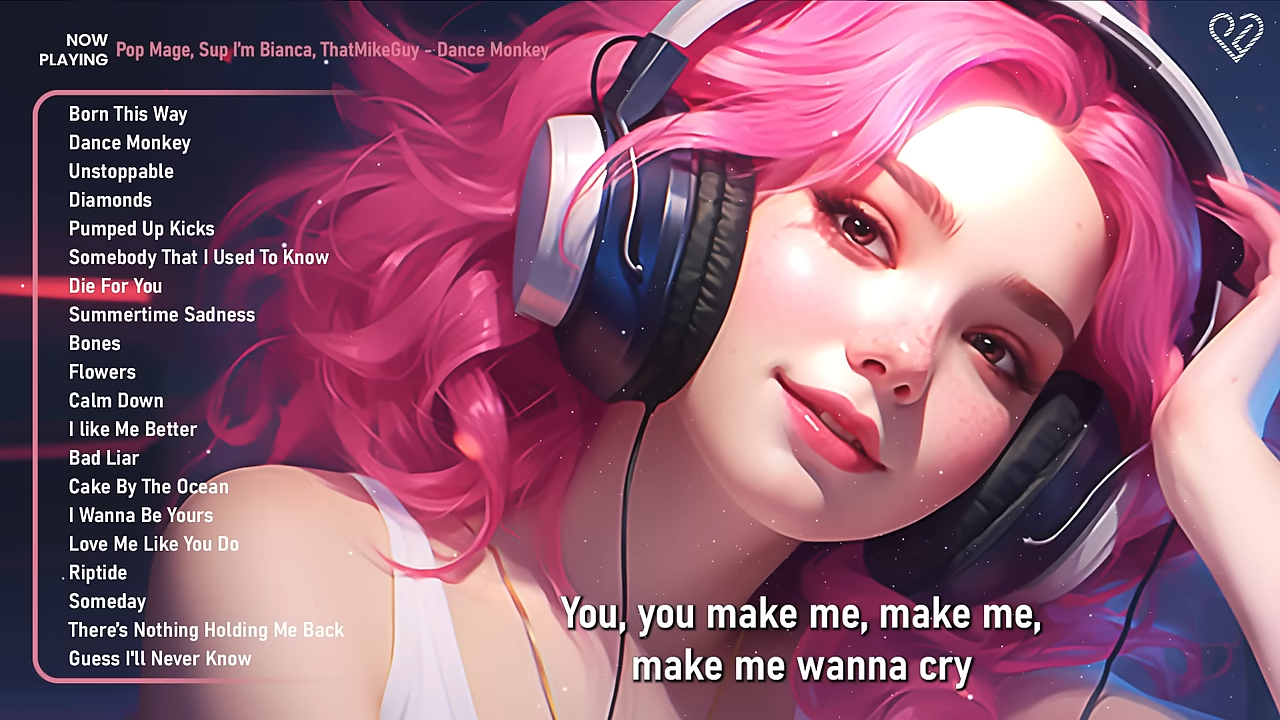 NOW
PLAYING
Pop Mage, Sup I'm Bianca, ThatMikeGuy - Dance Monkey
Born This Way
Dance Monkey
Unstoppable
Diamonds
Pumped Up Kicks
Somebody That I Used To Know
Die For You
Summertime Sadness
Bones
Flowers
Calm Down
I like Me Better
Bad Liar
Cake By The Ocean
I Wanna Be Yours
Love Me Like You Do
Riptide
Someday
There's Nothing Holding Me Back
Guess I'll Never Know
You, you make me, make me,
make me wanna cry